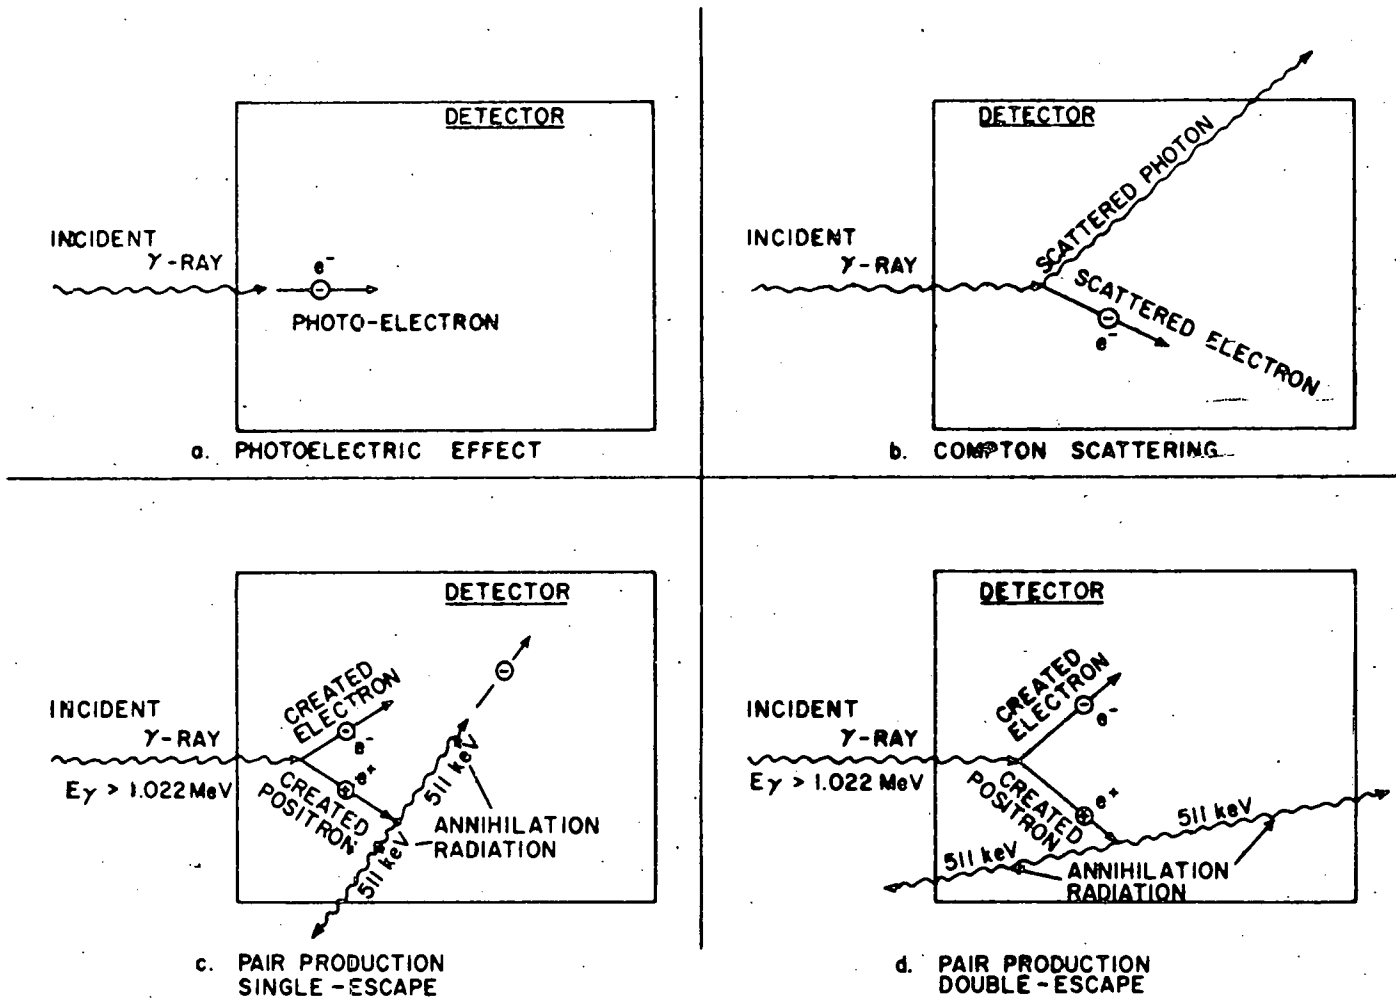 DETECTOR
INCIDENT
γ-RAY
e⁻
PHOTO-ELECTRON
a. PHOTOELECTRIC EFFECT
DETECTOR
INCIDENT
γ-RAY
SCATTERED PHOTON
SCATTERED ELECTRON
e⁻
b. COMPTON SCATTERING
DETECTOR
INCIDENT
γ-RAY
Eγ > 1.022 MeV
CREATED
ELECTRON
e⁻
e⁺
CREATED
POSITRON
511 keV
511 keV
ANNIHILATION
RADIATION
c. PAIR PRODUCTION
SINGLE-ESCAPE
DETECTOR
INCIDENT
γ-RAY
Eγ > 1.022 MeV
CREATED
ELECTRON
e⁻
e⁺
CREATED
POSITRON
511 keV
511 keV
ANNIHILATION
RADIATION
d. PAIR PRODUCTION
DOUBLE-ESCAPE